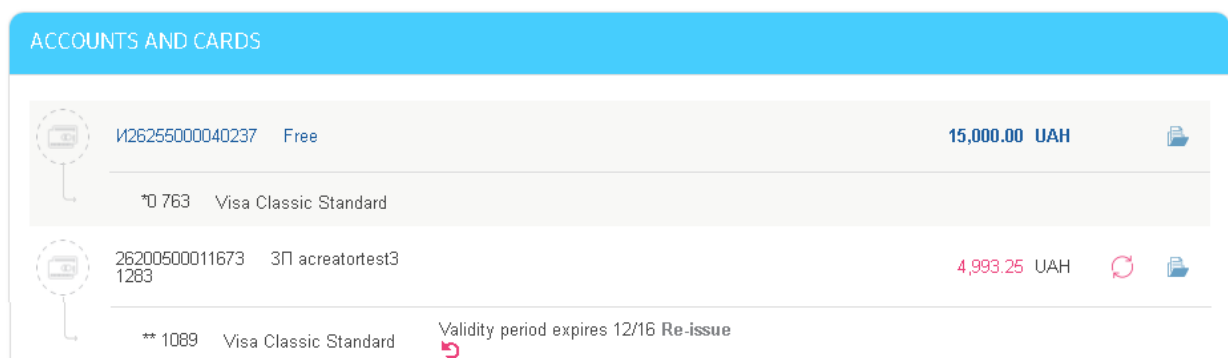 ACCOUNTS AND CARDS
И26255000040237 Free 15,000.00 UAH
*0 763 Visa Classic Standard
26200500011673 ЗП acreatortest3 4,993.25 UAH
1283
** 1089 Visa Classic Standard Validity period expires 12/16 Re-issue